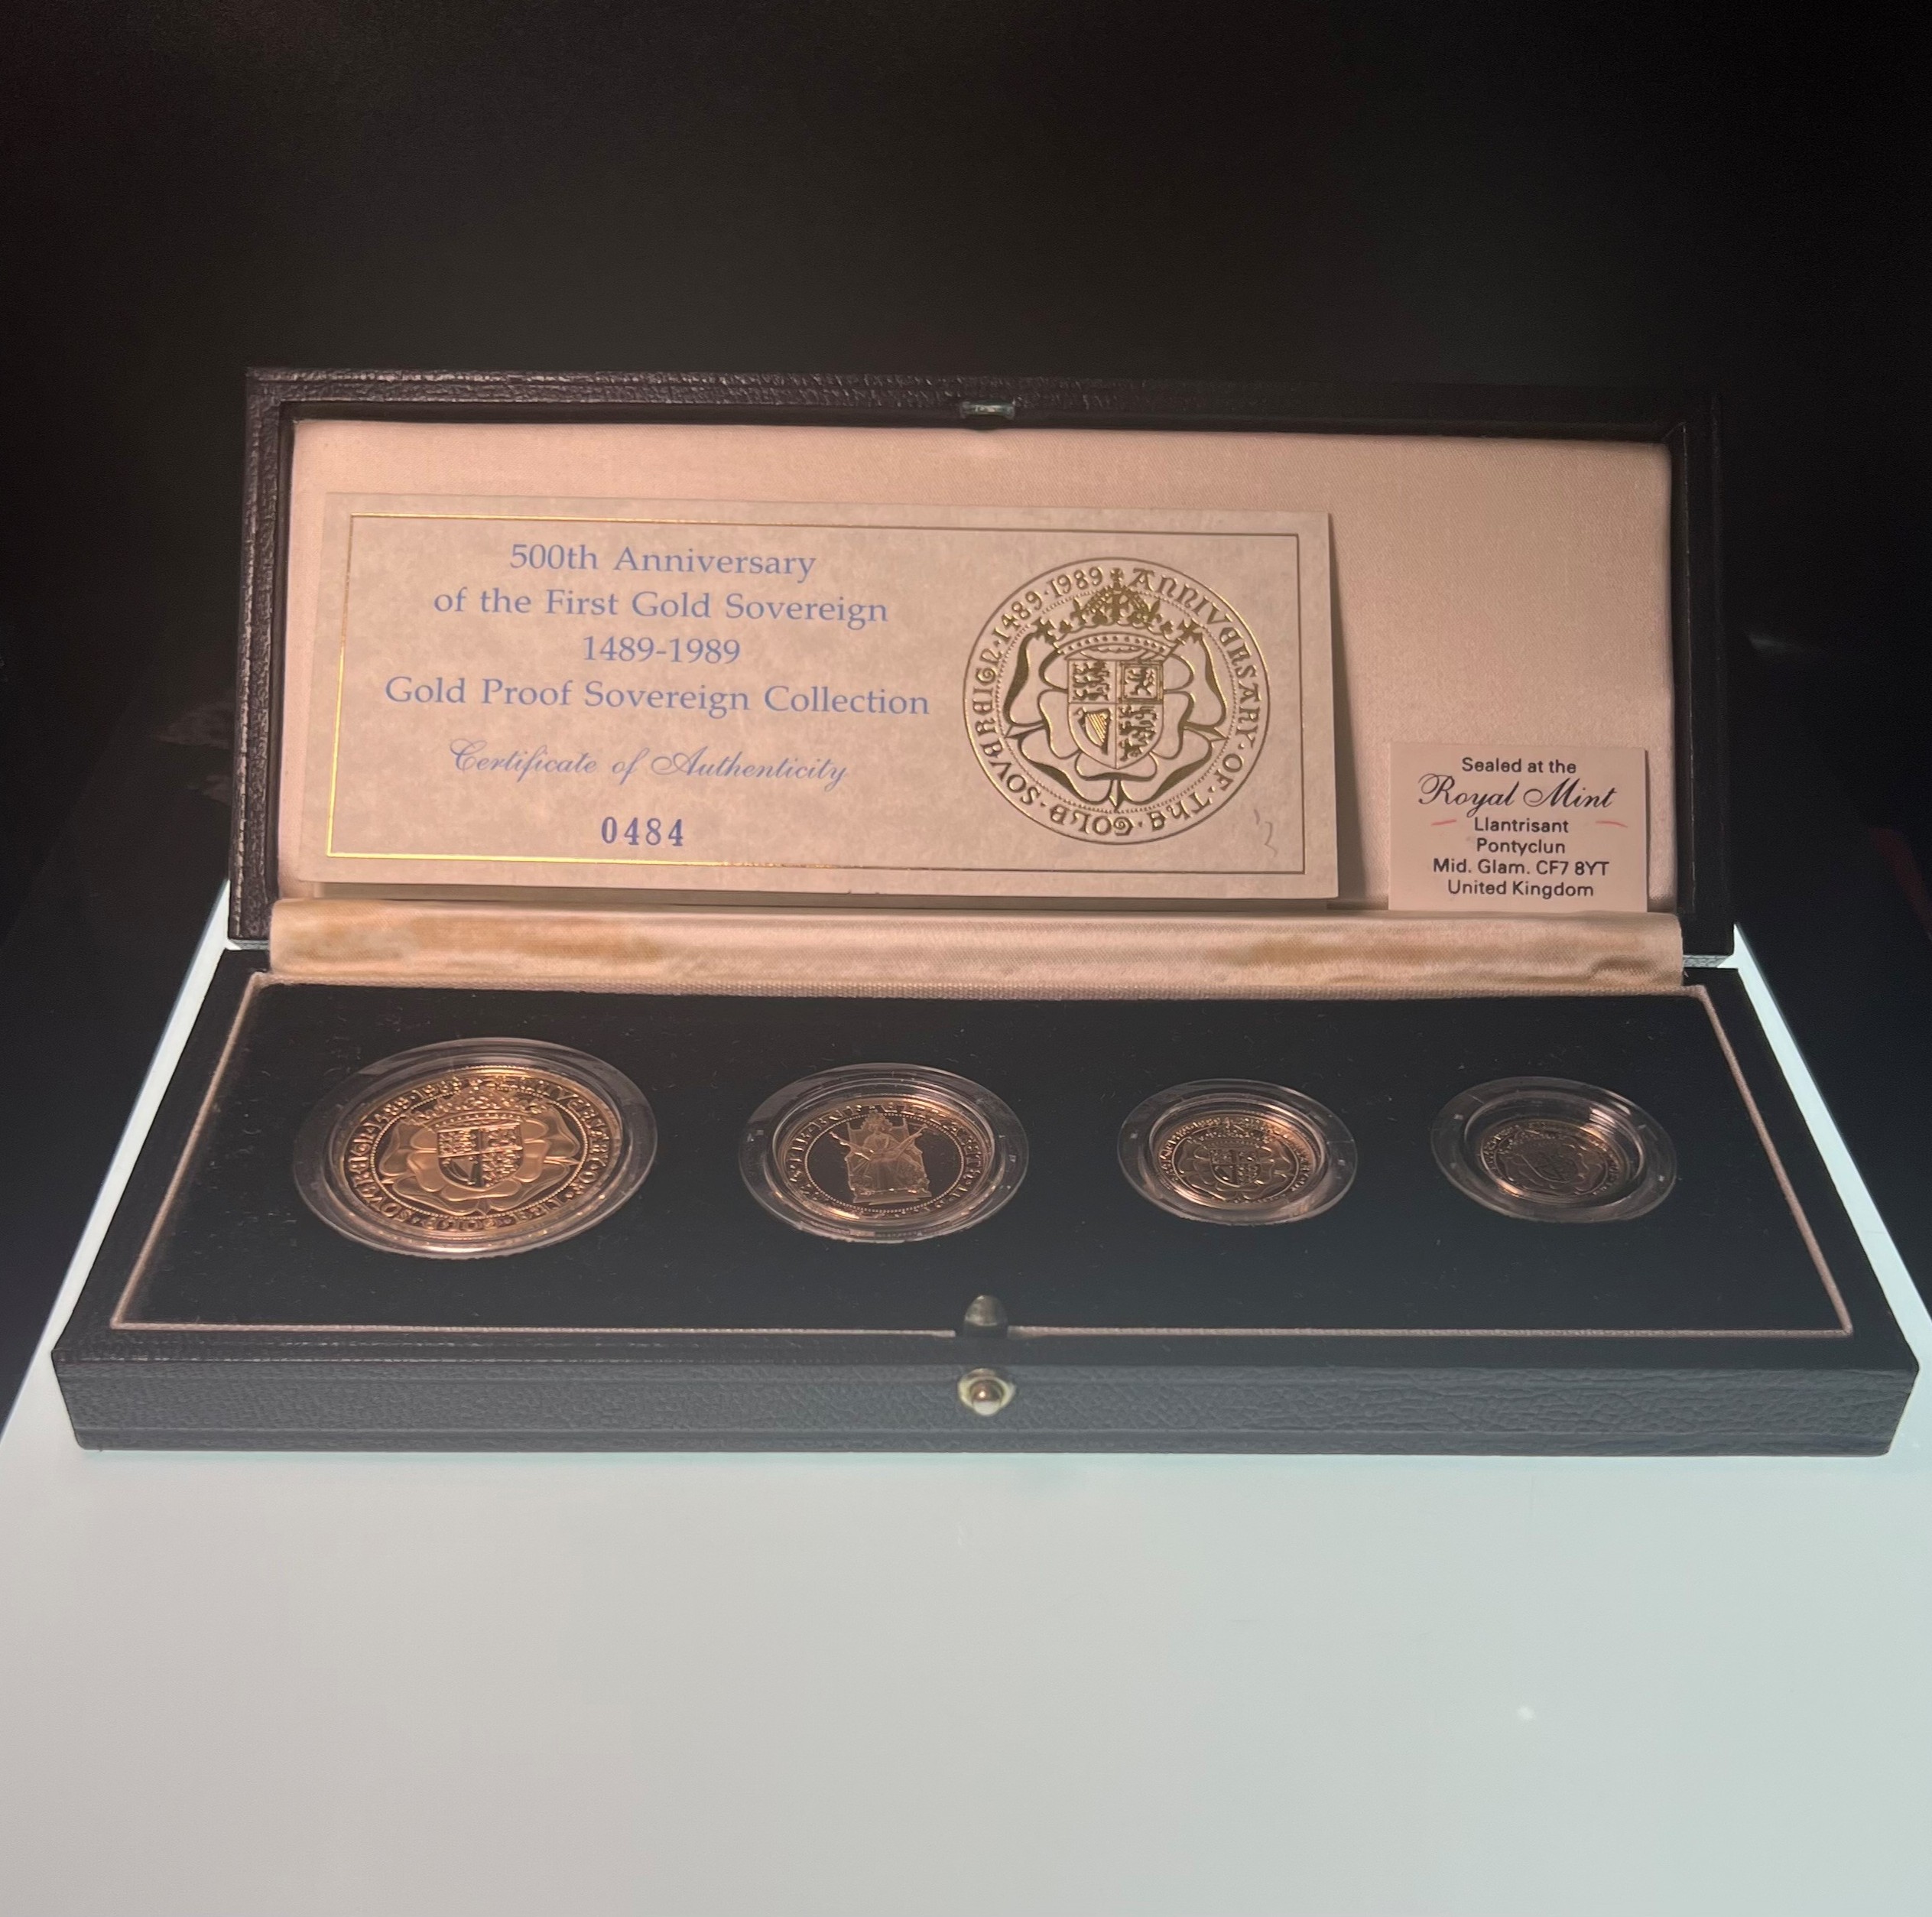 500th Anniversary
of the First Gold Sovereign
1489-1989
Gold Proof Sovereign Collection
Certificate of Authenticity
0484
ANNIVERSARY·OF·THE·GOLD·SOVEREIGN·1489·1989
Sealed at the
Royal Mint
Llantrisant
Pontyclun
Mid. Glam. CF7 8YT
United Kingdom